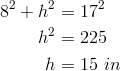 8² + h² = 17²
h² = 225
h = 15 in